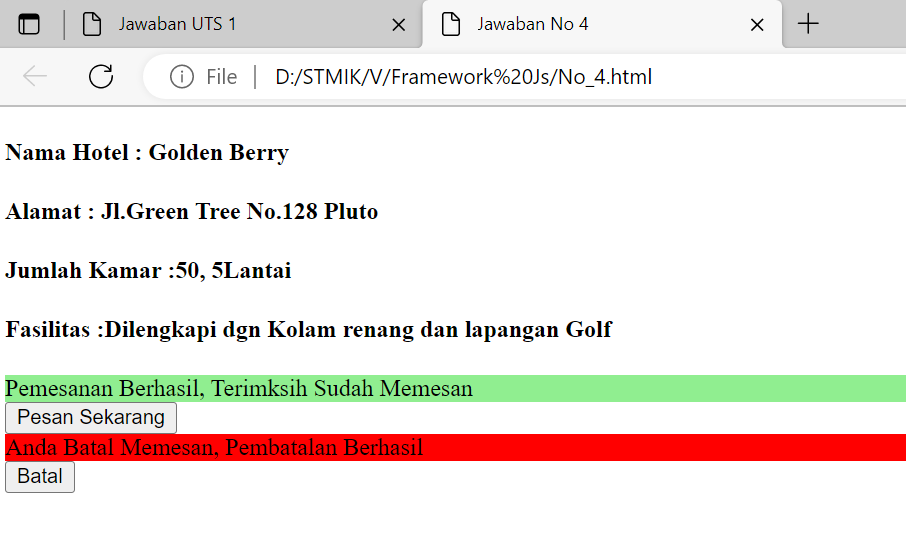 Jawaban UTS 1
Jawaban No 4
File
D:/STMIK/V/Framework%20Js/No_4.html
Nama Hotel : Golden Berry
Alamat : Jl.Green Tree No.128 Pluto
Jumlah Kamar :50, 5Lantai
Fasilitas :Dilengkapi dgn Kolam renang dan lapangan Golf
Pemesanan Berhasil, Terimksih Sudah Memesan
Pesan Sekarang
Anda Batal Memesan, Pembatalan Berhasil
Batal